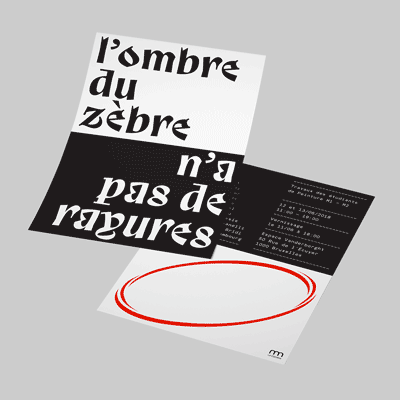 l'ombre
du
zèbre
n'a
pas de
rayures
Travaux des étudiants
de Peinture M1 - M2
12 et 13/06/2018
11:00 - 19:00
Vernissage
le 11/06 à 18:00
Espace Vanderborght
50 Rue de l'Écuyer
1000 Bruxelles